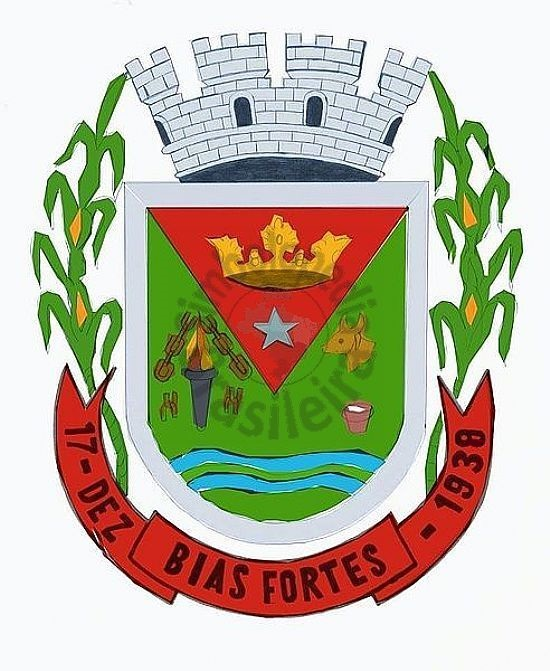 17 - DEZ
BIAS FORTES
- 1938